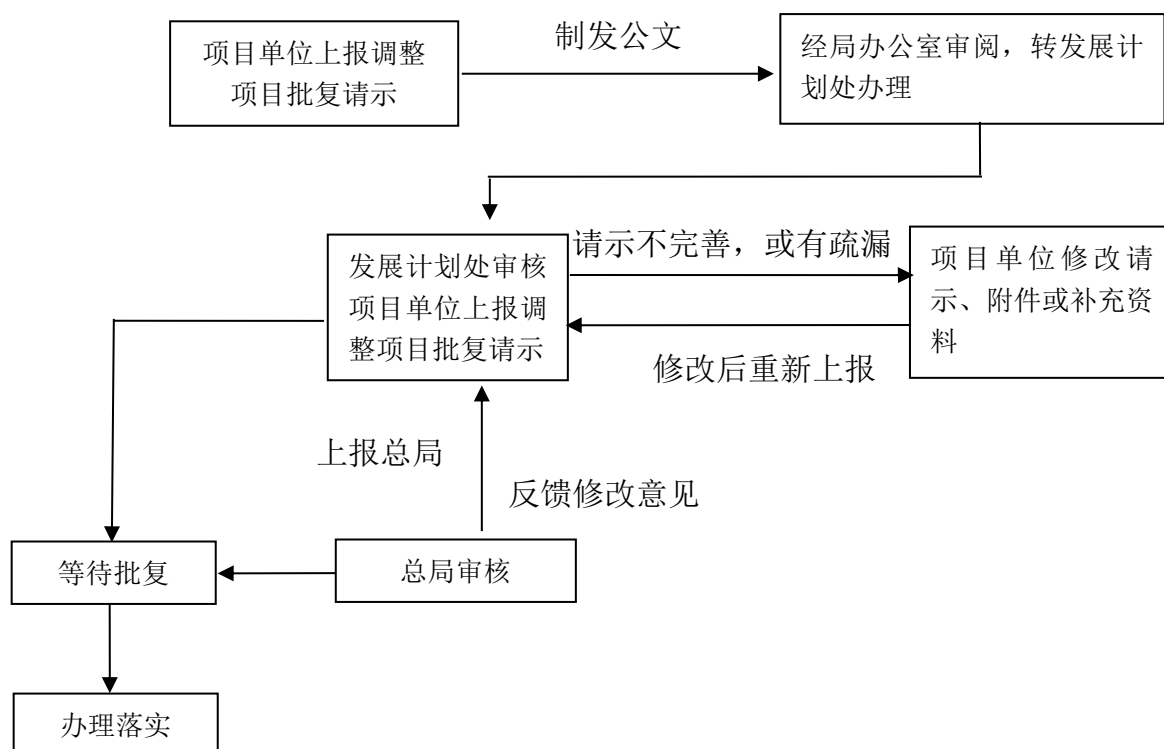 制发公文
项目单位上报调整
项目批复请示
经局办公室审阅，转发展计
划处办理
请示不完善，或有疏漏
发展计划处审核
项目单位上报调
整项目批复请示
项目单位修改请
示、附件或补充资
料
修改后重新上报
上报总局
反馈修改意见
等待批复
总局审核
办理落实